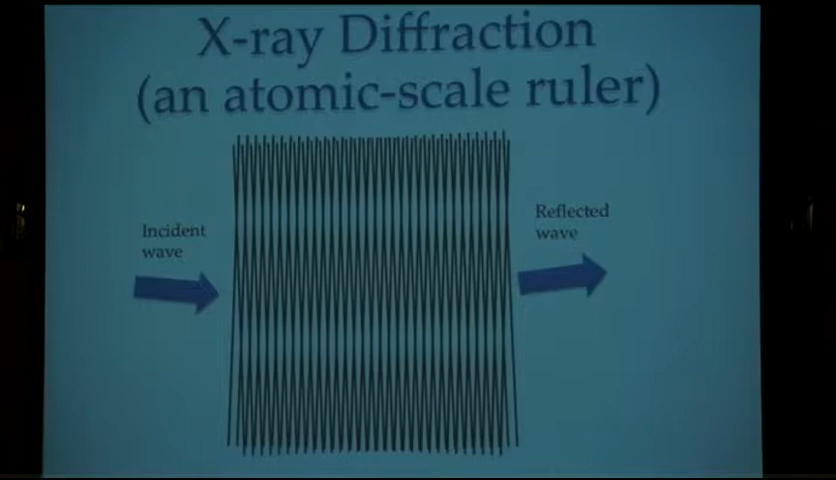 X-ray Diffraction
(an atomic-scale ruler)
Incident
wave
Reflected
wave